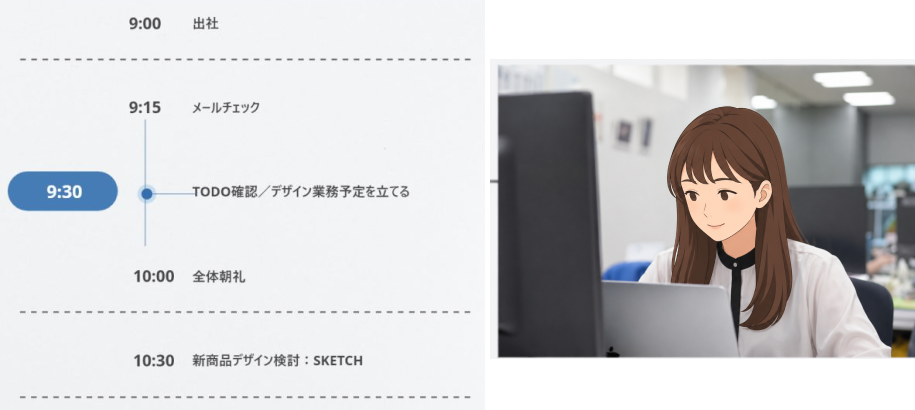 9:00 出社
9:15 メールチェック
9:30 TODO確認／デザイン業務予定を立てる
10:00 全体朝礼
10:30 新商品デザイン検討：SKETCH